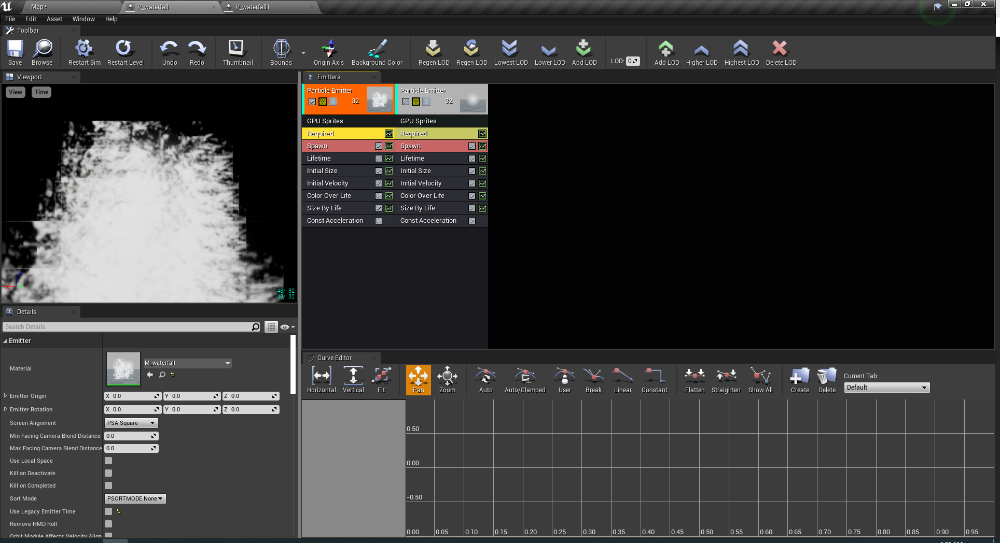 Map*
P_waterfall
P_waterfall1
File Edit Asset Window Help
Toolbar
Save
Browse
Restart Sim
Restart Level
Undo
Redo
Thumbnail
Bounds
Origin Axis
Background Color
Regen LOD
Regen LOD
Lowest LOD
Lower LOD
Add LOD
LOD: 0
Add LOD
Higher LOD
Highest LOD
Delete LOD
Viewport
View
Time
X
Y
48/ 32
48/ 32
Emitters
Particle Emitter
S 32
GPU Sprites
Required
Spawn
Lifetime
Initial Size
Initial Velocity
Color Over Life
Size By Life
Const Acceleration
Particle Emitter
S 32
GPU Sprites
Required
Spawn
Lifetime
Initial Size
Initial Velocity
Color Over Life
Size By Life
Const Acceleration
Details
Search Details
Emitter
Material
M_waterfall
Emitter Origin X 0.0 Y 0.0 Z 0.0
Emitter Rotation X 0.0 Y 0.0 Z 0.0
Screen Alignment PSA Square
Min Facing Camera Blend Distance 0.0
Max Facing Camera Blend Distance 0.0
Use Local Space
Kill on Deactivate
Kill on Completed
Sort Mode PSORTMODE None
Use Legacy Emitter Time
Remove HMD Roll
Orbit Module Affects Velocity Align
Curve Editor
Horizontal
Vertical
Fit
Pan
Zoom
Auto
Auto/Clamped
User
Break
Linear
Constant
Flatten
Straighten
Show All
Create
Delete
Current Tab:
Default
0.50
0.00
-0.50
0.00 0.05 0.10 0.15 0.20 0.25 0.30 0.35 0.40 0.45 0.50 0.55 0.60 0.65 0.70 0.75 0.80 0.85 0.90 0.95